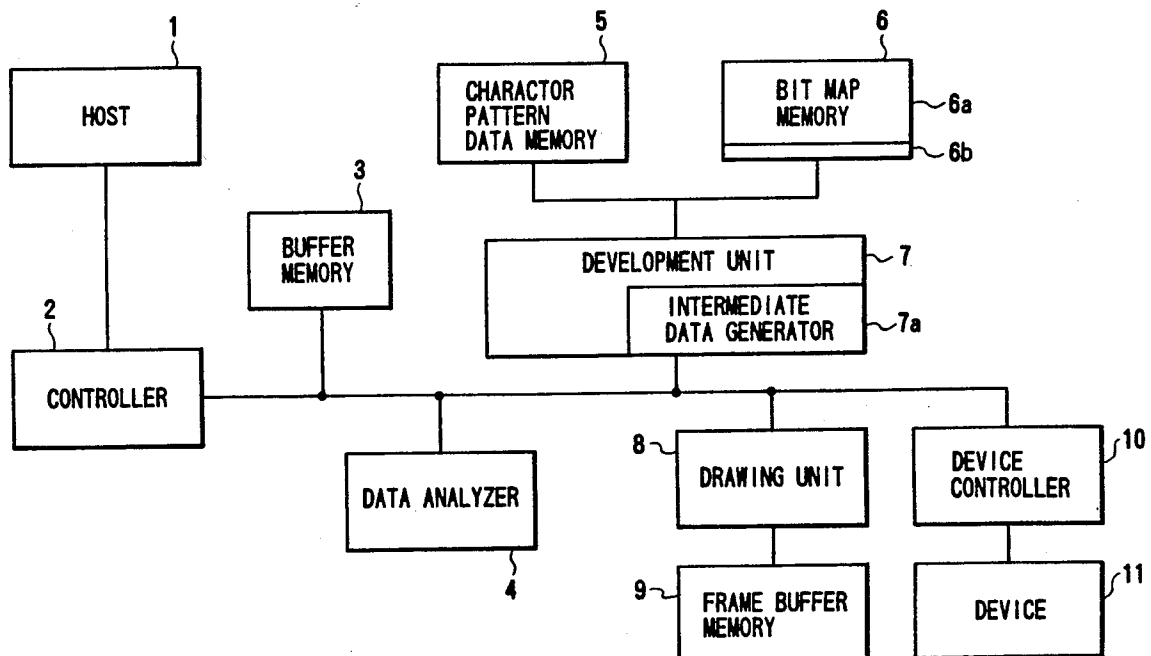 1
HOST
2
CONTROLLER
3
BUFFER
MEMORY
4
DATA ANALYZER
5
CHARACTOR
PATTERN
DATA MEMORY
6
BIT MAP
MEMORY
6a
6b
DEVELOPMENT UNIT
7
INTERMEDIATE
DATA GENERATOR
7a
8
DRAWING UNIT
9
FRAME BUFFER
MEMORY
DEVICE
CONTROLLER
10
DEVICE
11